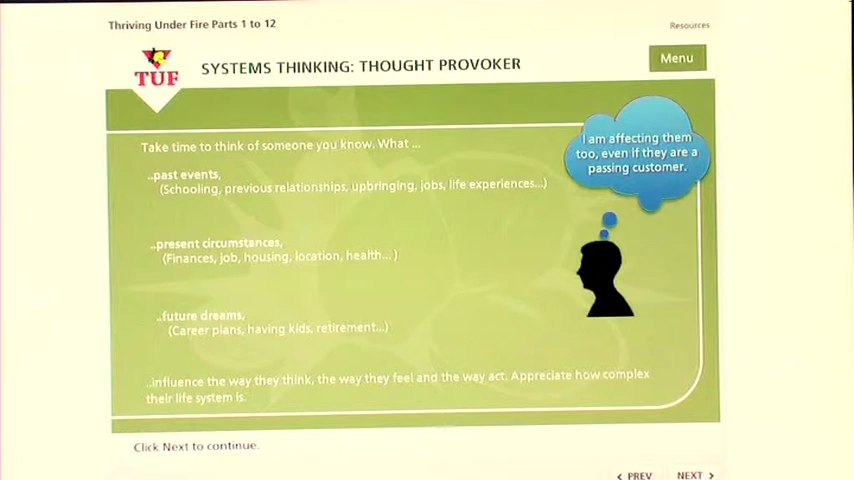 Thriving Under Fire Parts 1 to 12
Resources
TUF
SYSTEMS THINKING: THOUGHT PROVOKER
Menu
Take time to think of someone you know. What ...
I am affecting them
too, even if they are a
passing customer.
..past events,
(Schooling, previous relationships, upbringing, jobs, life experiences...)
..present circumstances,
(Finances, job, housing, location, health... )
..future dreams,
(Career plans, having kids, retirement...)
..influence the way they think, the way they feel and the way act. Appreciate how complex
their life system is.
Click Next to continue.
< PREV
NEXT >